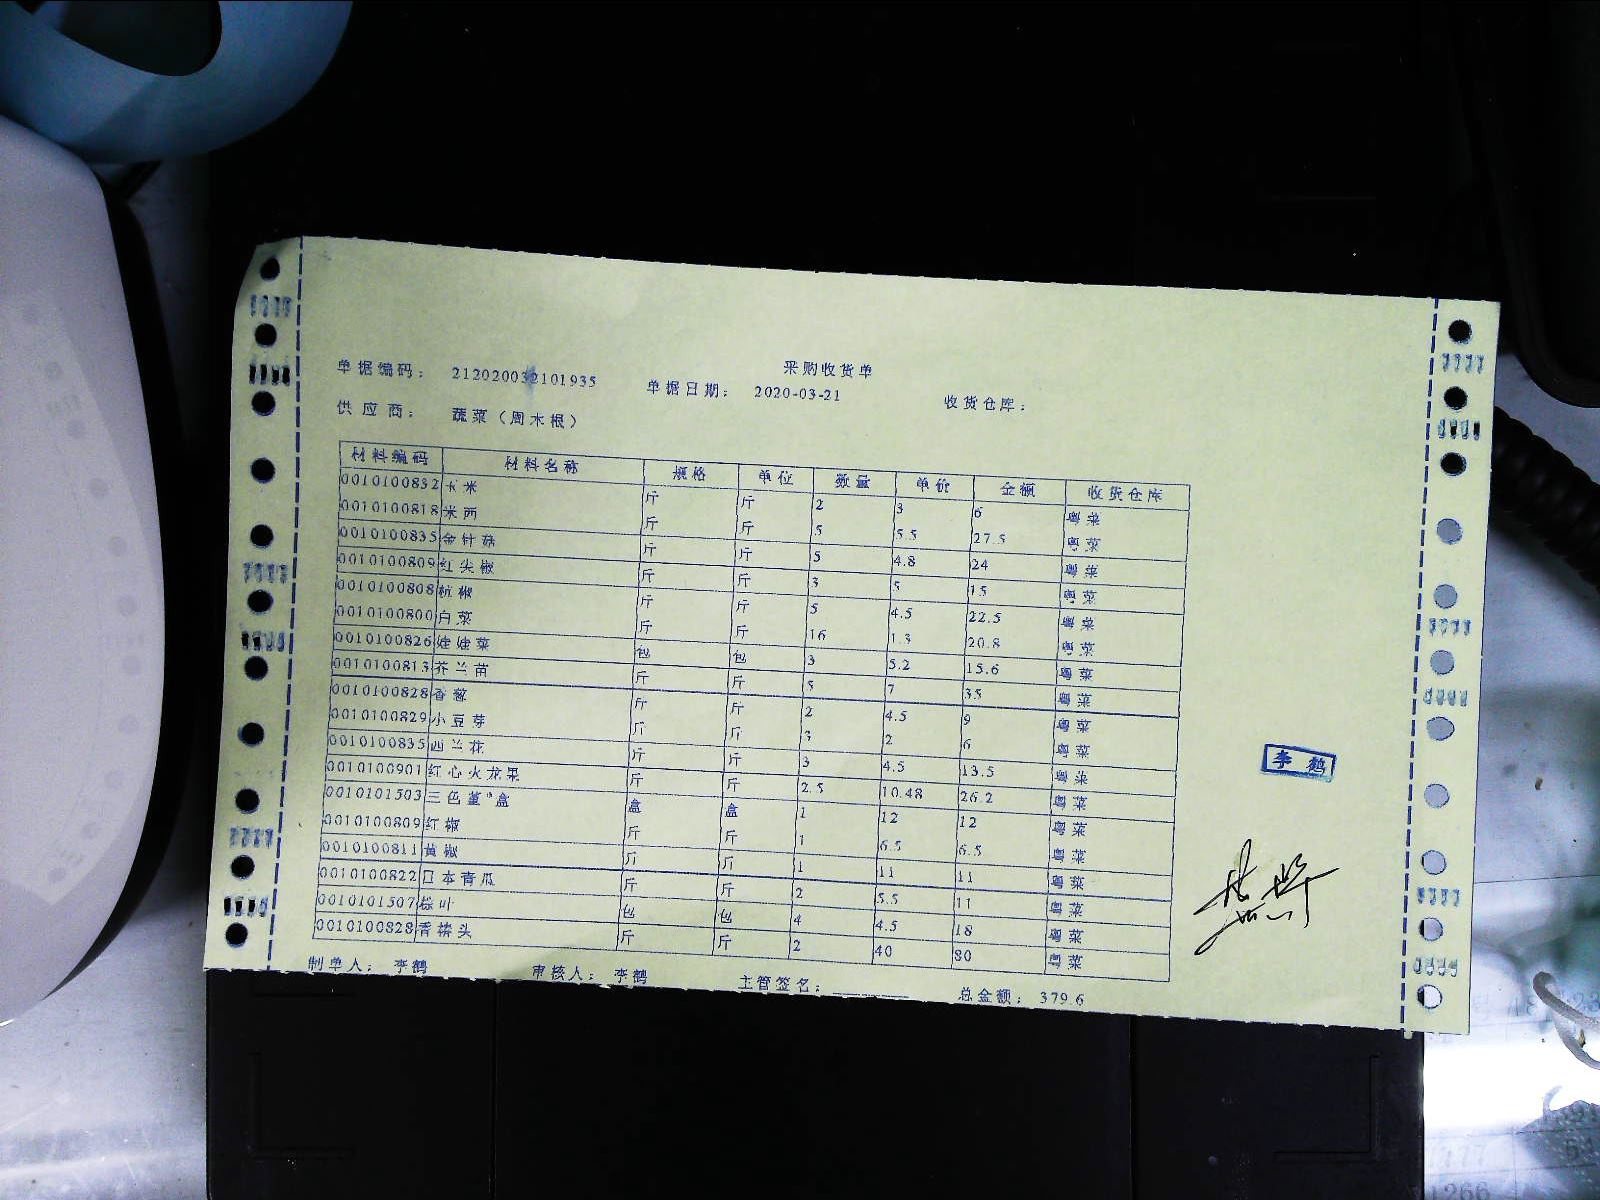 采购收货单
单据编码： 212020032101935 单据日期： 2020-03-21 收货仓库：
供应商： 蔬菜（周木根）
材料编码 材料名称 规格 单位 数量 单价 金额 收货仓库
0010100832 玉米 斤 斤 2 3 6 粤菜
0010100818 米西 斤 斤 5 5.5 27.5 粤菜
0010100835 金针菇 斤 斤 5 4.8 24 粤菜
0010100809 红尖椒 斤 斤 3 5 15 粤菜
0010100808 杭椒 斤 斤 5 4.5 22.5 粤菜
0010100800 白菜 斤 斤 16 1.3 20.8 粤菜
0010100826 娃娃菜 包 包 3 5.2 15.6 粤菜
0010100813 芥兰苗 斤 斤 5 7 35 粤菜
0010100828 香葱 斤 斤 2 4.5 9 粤菜
0010100829 小豆芽 斤 斤 3 2 6 粤菜
0010100835 西兰花 斤 斤 3 4.5 13.5 粤菜
0010100901 红心火龙果 斤 斤 2.5 10.48 26.2 粤菜
0010101503 三色堇*盒 盒 盒 1 12 12 粤菜
0010100809 红椒 斤 斤 1 6.5 6.5 粤菜
0010100811 黄椒 斤 斤 1 11 11 粤菜
0010100822 日本青瓜 斤 斤 2 5.5 11 粤菜
0010101507 粽叶 包 包 4 4.5 18 粤菜
0010100828 香椿头 斤 斤 2 40 80 粤菜
制单人： 李鹤 审核人： 李鹤 主管签名： 总金额： 379.6
李鹤